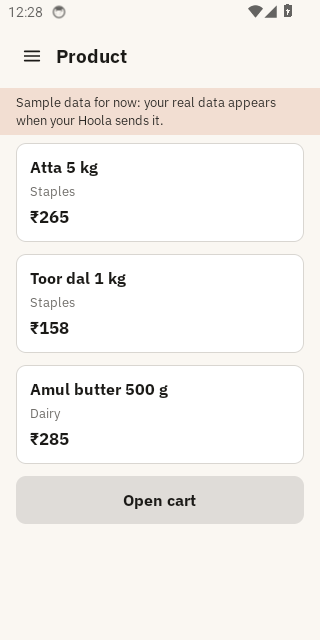 12:28
Product
Sample data for now: your real data appears
when your Hoola sends it.
Atta 5 kg
Staples
₹265
Toor dal 1 kg
Staples
₹158
Amul butter 500 g
Dairy
₹285
Open cart